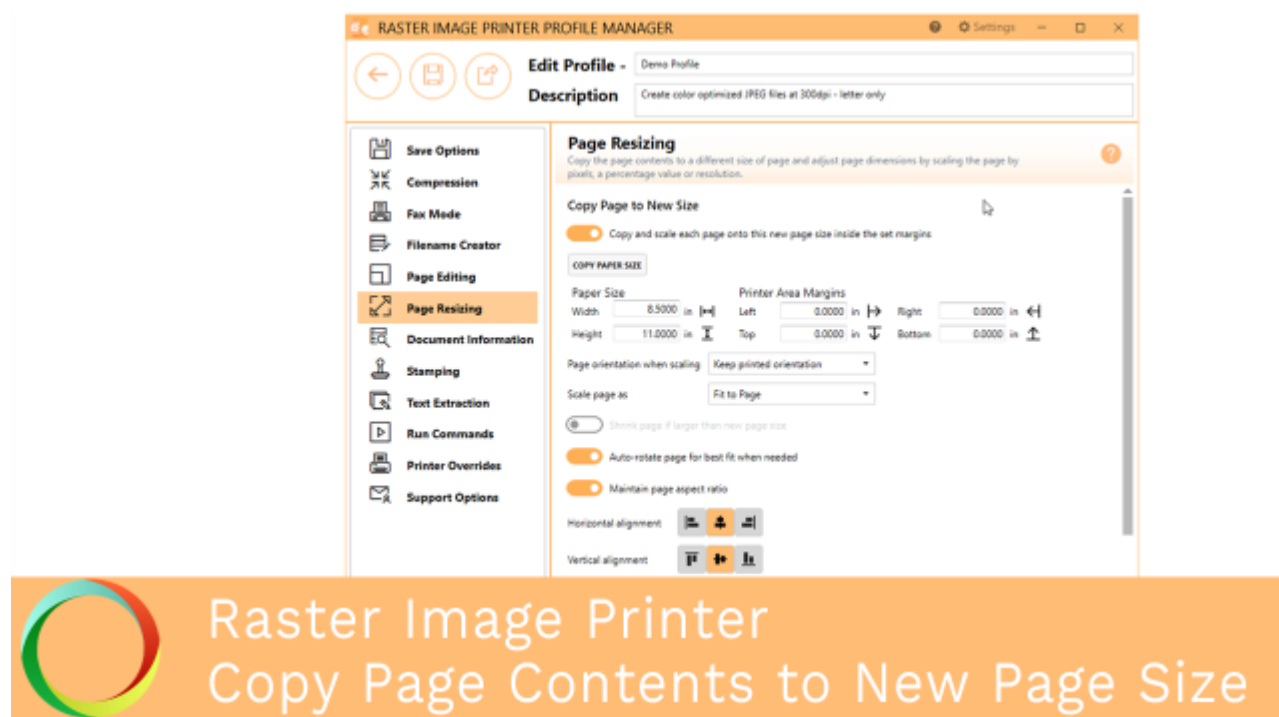 RASTER IMAGE PRINTER PROFILE MANAGER
Settings
Edit Profile - Demo Profile
Description Create color optimized JPEG files at 300dpi - letter only
Save Options
Compression
Fax Mode
Filename Creator
Page Editing
Page Resizing
Document Information
Stamping
Text Extraction
Run Commands
Printer Overrides
Support Options
Page Resizing
Copy the page contents to a different size of page and adjust page dimensions by scaling the page by
pixels, a percentage value or resolution.
?
Copy Page to New Size
Copy and scale each page onto this new page size inside the set margins
COPY PAPER SIZE
Paper Size Printer Area Margins
Width 8.5000 in Left 0.0000 in Right 0.0000 in
Height 11.0000 in Top 0.0000 in Bottom 0.0000 in
Page orientation when scaling Keep printed orientation
Scale page as Fit to Page
Shrink page if larger than new page size
Auto-rotate page for best fit when needed
Maintain page aspect ratio
Horizontal alignment
Vertical alignment
Raster Image Printer
Copy Page Contents to New Page Size